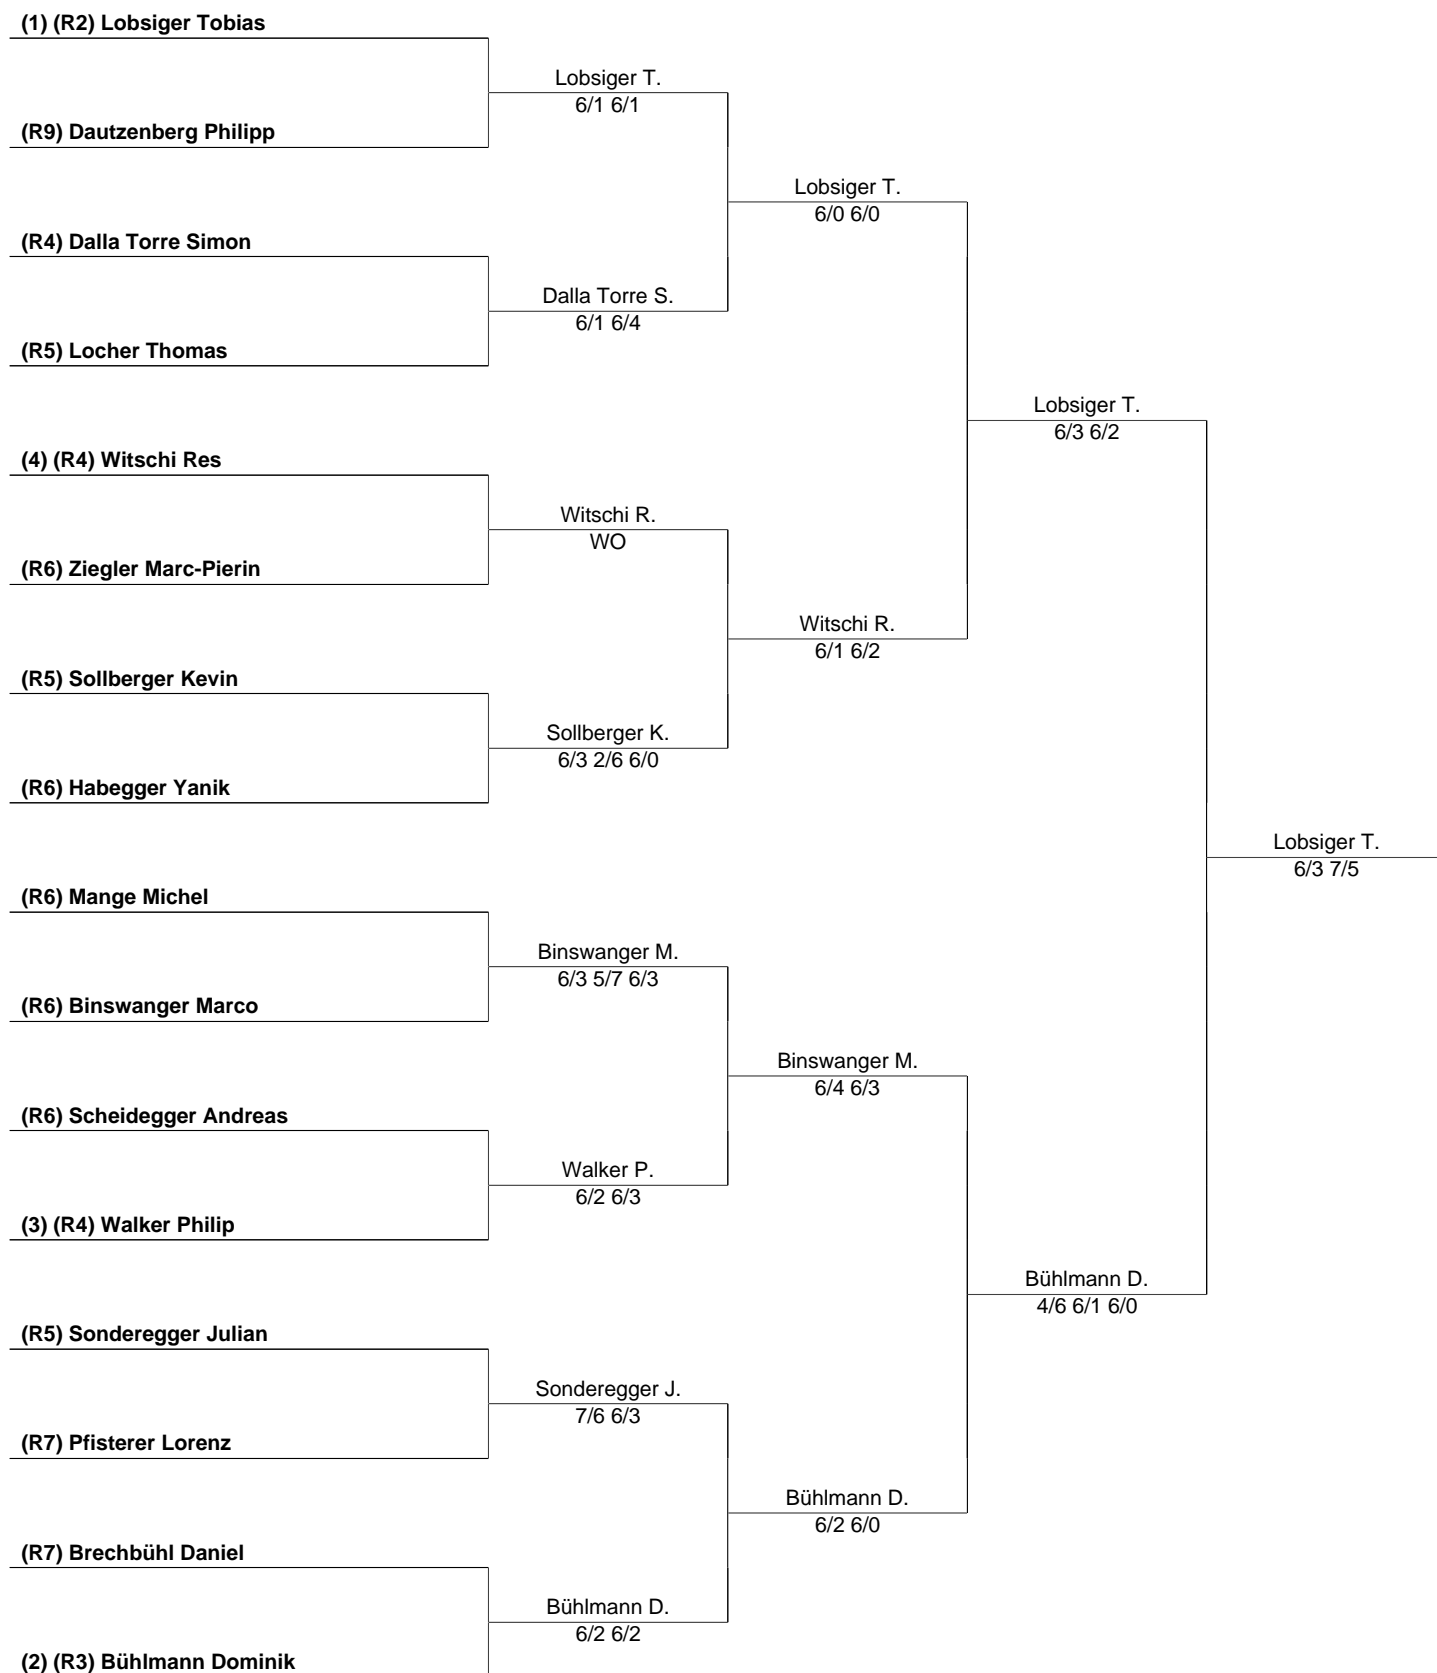 (1) (R2) Lobsiger Tobias
Lobsiger T.
6/1 6/1
(R9) Dautzenberg Philipp
Lobsiger T.
6/0 6/0
(R4) Dalla Torre Simon
Dalla Torre S.
6/1 6/4
(R5) Locher Thomas
Lobsiger T.
6/3 6/2
(4) (R4) Witschi Res
Witschi R.
WO
(R6) Ziegler Marc-Pierin
Witschi R.
6/1 6/2
(R5) Sollberger Kevin
Sollberger K.
6/3 2/6 6/0
(R6) Habegger Yanik
Lobsiger T.
6/3 7/5
(R6) Mange Michel
Binswanger M.
6/3 5/7 6/3
(R6) Binswanger Marco
Binswanger M.
6/4 6/3
(R6) Scheidegger Andreas
Walker P.
6/2 6/3
(3) (R4) Walker Philip
Bühlmann D.
4/6 6/1 6/0
(R5) Sonderegger Julian
Sonderegger J.
7/6 6/3
(R7) Pfisterer Lorenz
Bühlmann D.
6/2 6/0
(R7) Brechbühl Daniel
Bühlmann D.
6/2 6/2
(2) (R3) Bühlmann Dominik